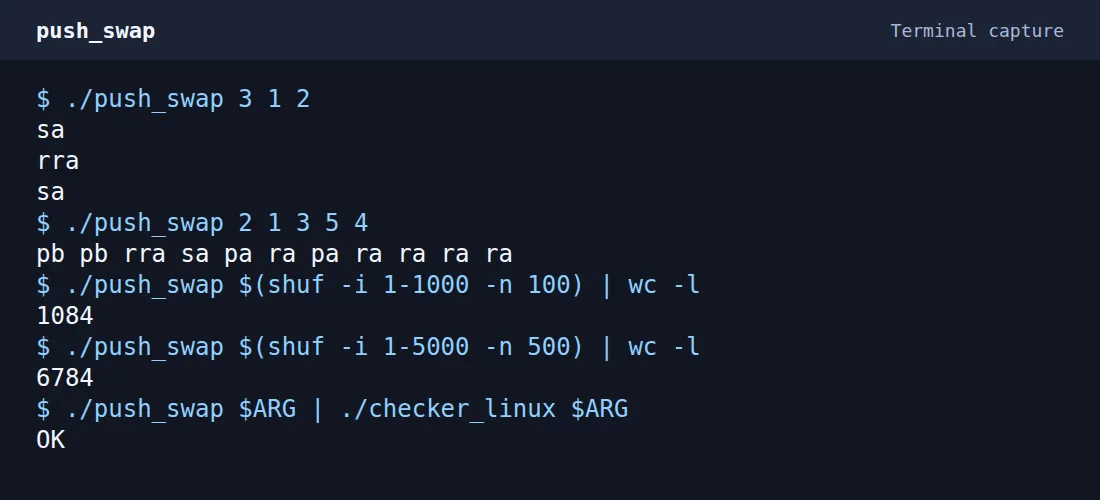 push_swap
Terminal capture
$ ./push_swap 3 1 2
sa
rra
sa
$ ./push_swap 2 1 3 5 4
pb pb rra sa pa ra pa ra ra ra ra
$ ./push_swap $(shuf -i 1-1000 -n 100) | wc -l
1084
$ ./push_swap $(shuf -i 1-5000 -n 500) | wc -l
6784
$ ./push_swap $ARG | ./checker_linux $ARG
OK